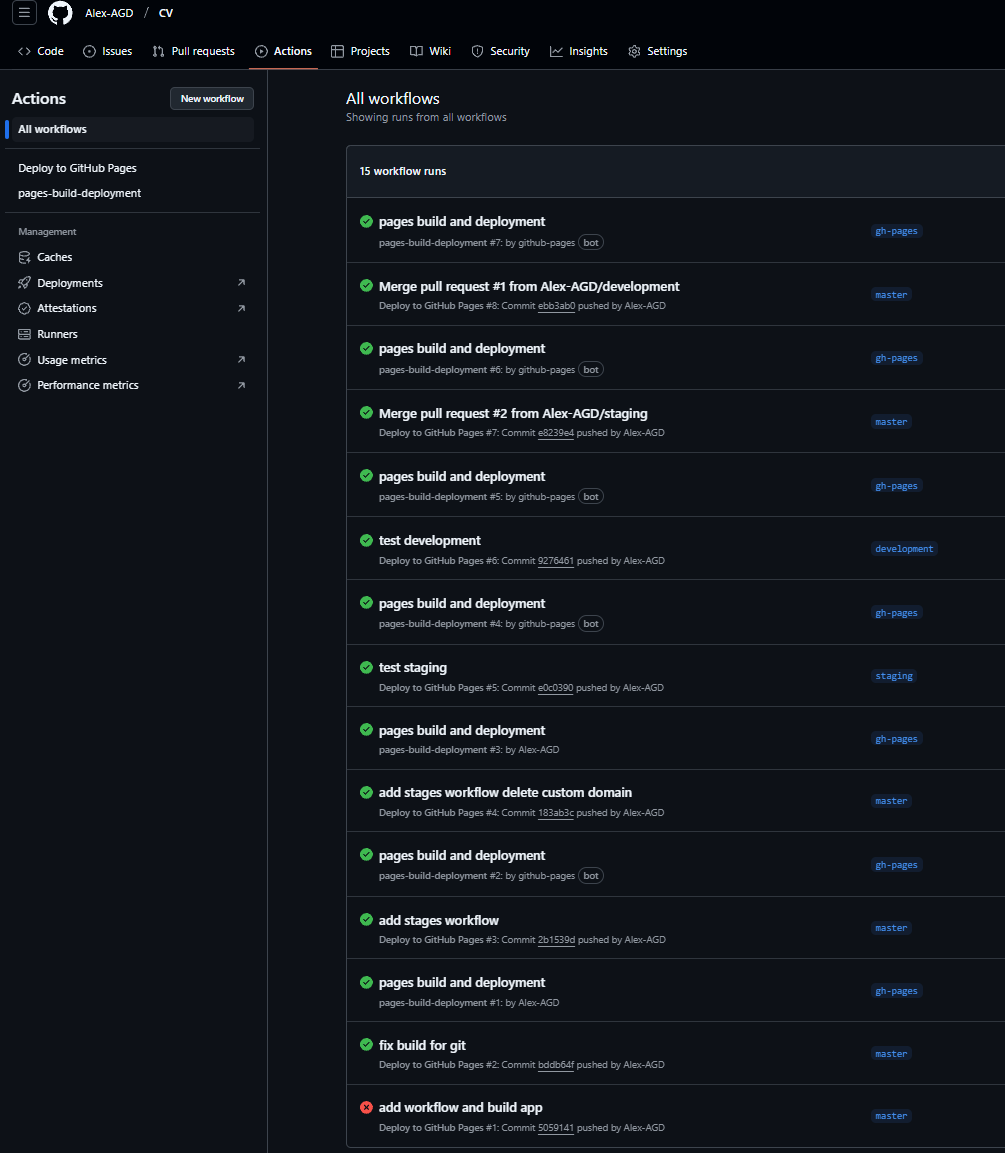 Alex-AGD / CV
Code Issues Pull requests Actions Projects Wiki Security Insights Settings
Actions
New workflow
All workflows
Deploy to GitHub Pages
pages-build-deployment
Management
Caches
Deployments
Attestations
Runners
Usage metrics
Performance metrics
All workflows
Showing runs from all workflows
15 workflow runs
pages build and deployment
pages-build-deployment #7: by github-pages bot
gh-pages
Merge pull request #1 from Alex-AGD/development
Deploy to GitHub Pages #8: Commit ebb3ab0 pushed by Alex-AGD
master
pages build and deployment
pages-build-deployment #6: by github-pages bot
gh-pages
Merge pull request #2 from Alex-AGD/staging
Deploy to GitHub Pages #7: Commit e8239e4 pushed by Alex-AGD
master
pages build and deployment
pages-build-deployment #5: by github-pages bot
gh-pages
test development
Deploy to GitHub Pages #6: Commit 9276461 pushed by Alex-AGD
development
pages build and deployment
pages-build-deployment #4: by github-pages bot
gh-pages
test staging
Deploy to GitHub Pages #5: Commit e0c0390 pushed by Alex-AGD
staging
pages build and deployment
pages-build-deployment #3: by Alex-AGD
gh-pages
add stages workflow delete custom domain
Deploy to GitHub Pages #4: Commit 183ab3c pushed by Alex-AGD
master
pages build and deployment
pages-build-deployment #2: by github-pages bot
gh-pages
add stages workflow
Deploy to GitHub Pages #3: Commit 2b1539d pushed by Alex-AGD
master
pages build and deployment
pages-build-deployment #1: by Alex-AGD
gh-pages
fix build for git
Deploy to GitHub Pages #2: Commit bddb64f pushed by Alex-AGD
master
add workflow and build app
Deploy to GitHub Pages #1: Commit 5059141 pushed by Alex-AGD
master